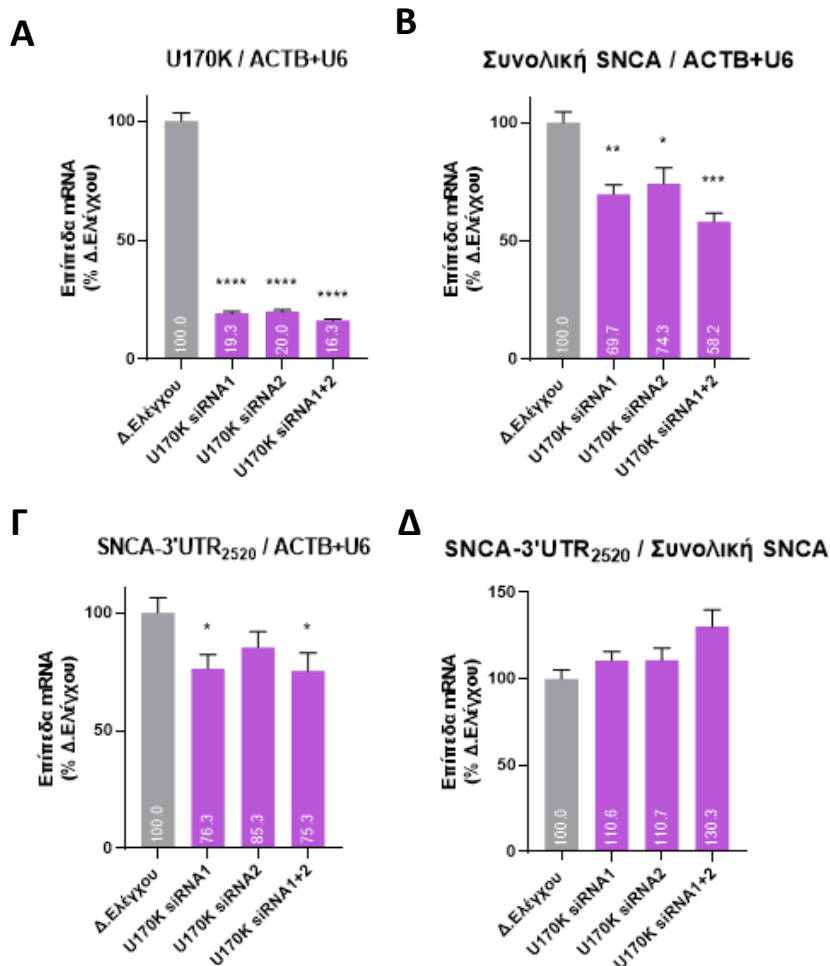 Α
U170K / ACTB+U6
Επίπεδα mRNA
(% Δ.Ελέγχου)
100
50
0
**** **** ****
100.0 19.3 20.0 16.3
Δ.Ελέγχου
U170K siRNA1
U170K siRNA2
U170K siRNA1+2
Β
Συνολική SNCA / ACTB+U6
Επίπεδα mRNA
(% Δ.Ελέγχου)
100
50
0
** * ***
100.0 69.7 74.3 58.2
Δ.Ελέγχου
U170K siRNA1
U170K siRNA2
U170K siRNA1+2
Γ
SNCA-3'UTR2520 / ACTB+U6
Επίπεδα mRNA
(% Δ.Ελέγχου)
100
50
0
* *
100.0 76.3 85.3 75.3
Δ.Ελέγχου
U170K siRNA1
U170K siRNA2
U170K siRNA1+2
Δ
SNCA-3'UTR2520 / Συνολική SNCA
Επίπεδα mRNA
(% Δ.Ελέγχου)
150
100
50
0
100.0 110.6 110.7 130.3
Δ.Ελέγχου
U170K siRNA1
U170K siRNA2
U170K siRNA1+2